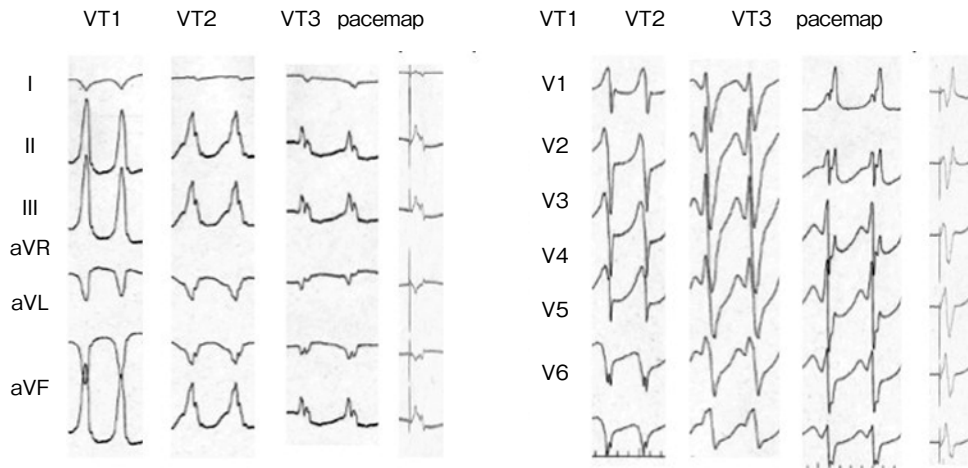 VT1 VT2 VT3 pacemap VT1 VT2 VT3 pacemap
I
II
III
aVR
aVL
aVF
V1
V2
V3
V4
V5
V6